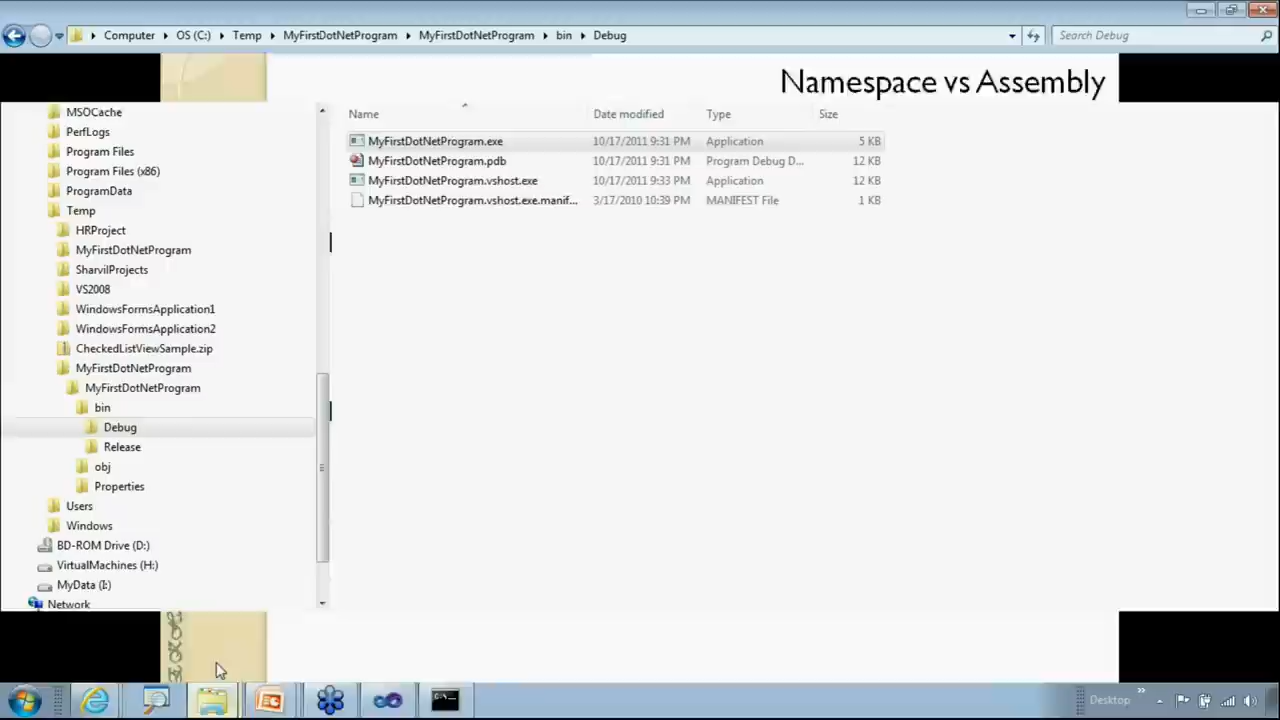 Computer OS (C:) Temp MyFirstDotNetProgram MyFirstDotNetProgram bin Debug
Search Debug
Namespace vs Assembly
Name Date modified Type Size
MyFirstDotNetProgram.exe 10/17/2011 9:31 PM Application 5 KB
MyFirstDotNetProgram.pdb 10/17/2011 9:31 PM Program Debug D... 12 KB
MyFirstDotNetProgram.vshost.exe 10/17/2011 9:33 PM Application 12 KB
MyFirstDotNetProgram.vshost.exe.manif... 3/17/2010 10:39 PM MANIFEST File 1 KB
MSOCache
PerfLogs
Program Files
Program Files (x86)
ProgramData
Temp
HRProject
MyFirstDotNetProgram
SharvilProjects
VS2008
WindowsFormsApplication1
WindowsFormsApplication2
CheckedListViewSample.zip
MyFirstDotNetProgram
MyFirstDotNetProgram
bin
Debug
Release
obj
Properties
Users
Windows
BD-ROM Drive (D:)
VirtualMachines (H:)
MyData (I:)
Network
Desktop